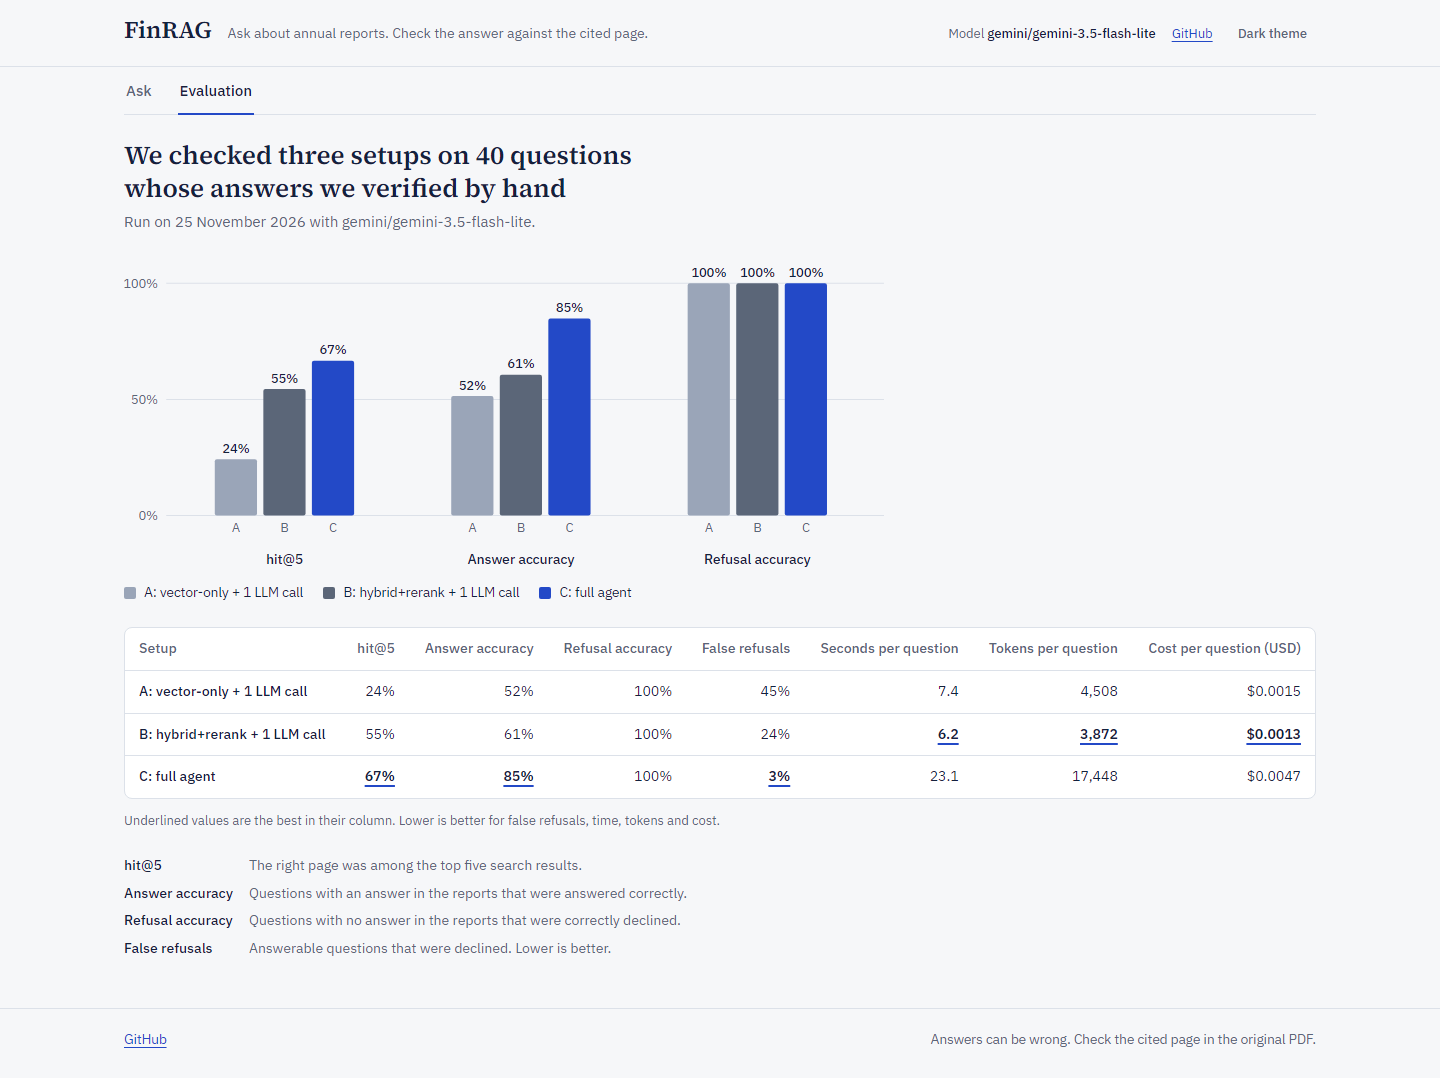 FinRAG
Ask about annual reports. Check the answer against the cited page.
Model gemini/gemini-3.5-flash-lite
GitHub
Dark theme
Ask
Evaluation
We checked three setups on 40 questions
whose answers we verified by hand
Run on 25 November 2026 with gemini/gemini-3.5-flash-lite.
100%
50%
0%
24%
55%
67%
52%
61%
85%
100%
100%
100%
A B C
A B C
A B C
hit@5
Answer accuracy
Refusal accuracy
A: vector-only + 1 LLM call
B: hybrid+rerank + 1 LLM call
C: full agent
Setup hit@5 Answer accuracy Refusal accuracy False refusals Seconds per question Tokens per question Cost per question (USD)
A: vector-only + 1 LLM call 24% 52% 100% 45% 7.4 4,508 $0.0015
B: hybrid+rerank + 1 LLM call 55% 61% 100% 24% 6.2 3,872 $0.0013
C: full agent 67% 85% 100% 3% 23.1 17,448 $0.0047
Underlined values are the best in their column. Lower is better for false refusals, time, tokens and cost.
hit@5 The right page was among the top five search results.
Answer accuracy Questions with an answer in the reports that were answered correctly.
Refusal accuracy Questions with no answer in the reports that were correctly declined.
False refusals Answerable questions that were declined. Lower is better.
GitHub
Answers can be wrong. Check the cited page in the original PDF.